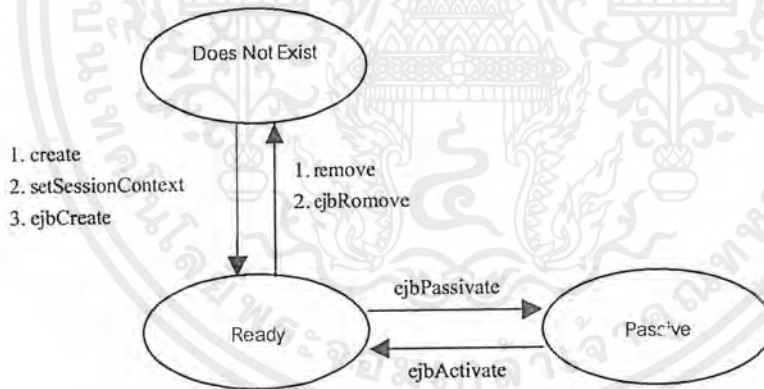 Does Not Exist
1. create
2. setSessionContext
3. ejbCreate
1. remove
2. ejbRomove
ejbPassivate
Ready
Passive
ejbActivate